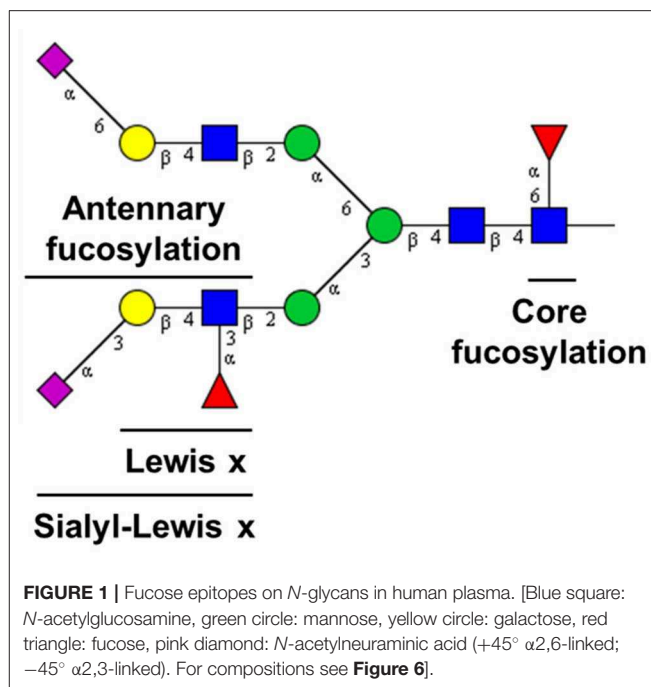 α
6
β 4 β 2
α
6
α
6
Antennary
fucosylation
β 4 β 4
3
α
β 4 β 2
3
α
3
α
Core
fucosylation
Lewis x
Sialyl-Lewis x
FIGURE 1 | Fucose epitopes on N-glycans in human plasma. [Blue square:
N-acetylglucosamine, green circle: mannose, yellow circle: galactose, red
triangle: fucose, pink diamond: N-acetylneuraminic acid (+45° α2,6-linked;
−45° α2,3-linked). For compositions see Figure 6].